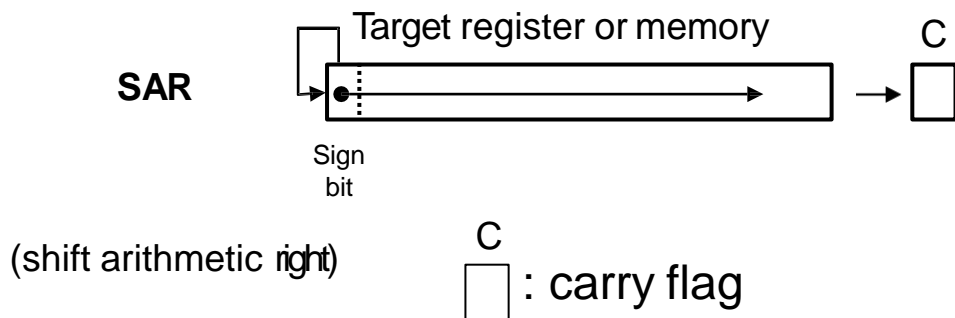 Target register or memory C
SAR
Sign
bit
(shift arithmetic right)
C
: carry flag